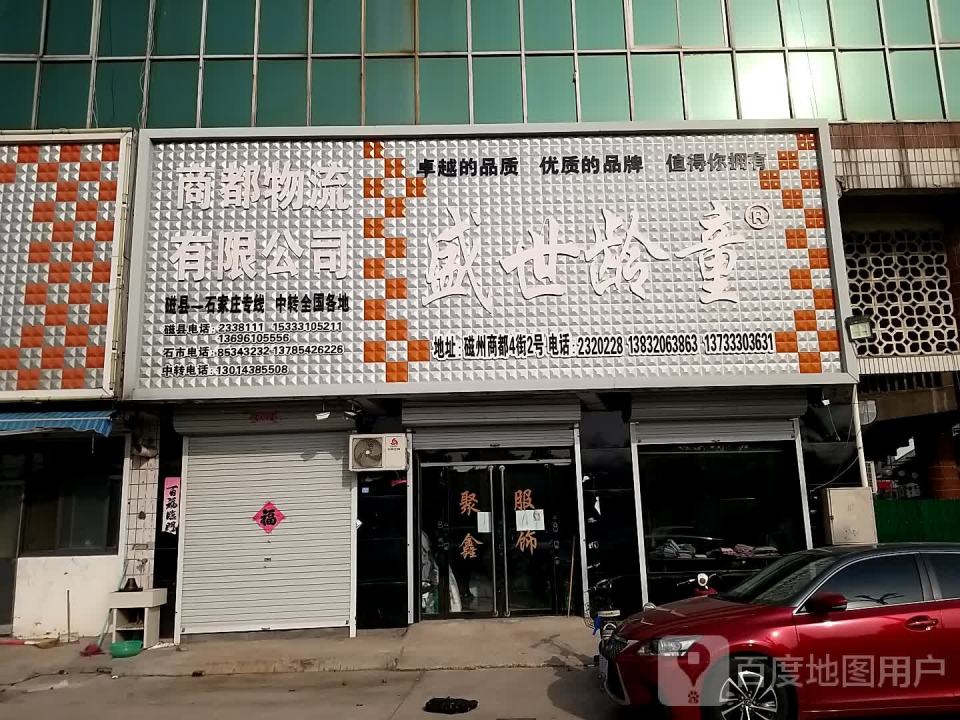 商都物流
有限公司
磁县—石家庄专线 中转全国各地
磁县电话:2338111 15333105211
13696105556
石市电话:85343232 13785426226
中转电话:13014385508
卓越的品质 优质的品牌 值得你拥有
盛世龄童®
地址:磁州商都4街2号 电话:2320228 13832063863 13733303631
百福临门
福
聚鑫
服饰
百度地图用户